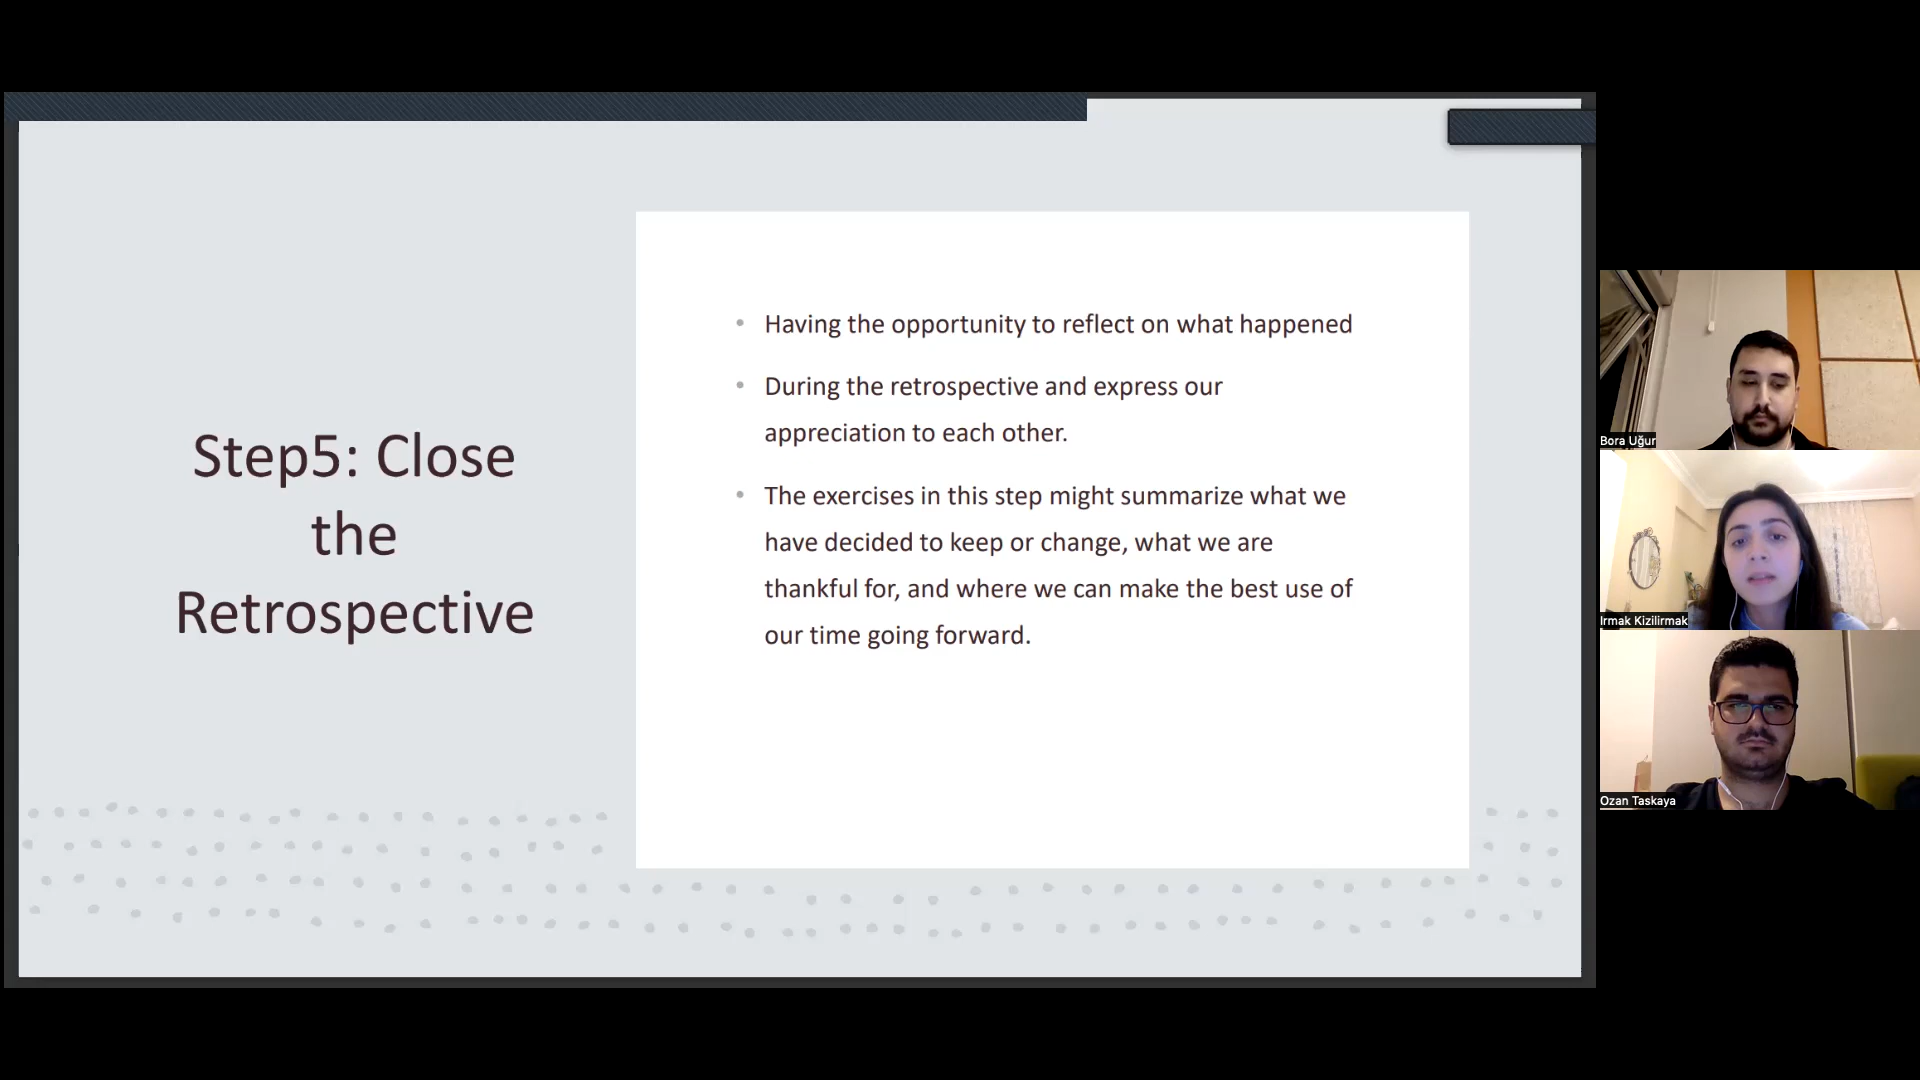 Step5: Close
the
Retrospective
• Having the opportunity to reflect on what happened
• During the retrospective and express our
appreciation to each other.
• The exercises in this step might summarize what we
have decided to keep or change, what we are
thankful for, and where we can make the best use of
our time going forward.
Bora Uğur
Irmak Kizilirmak
Ozan Taskaya